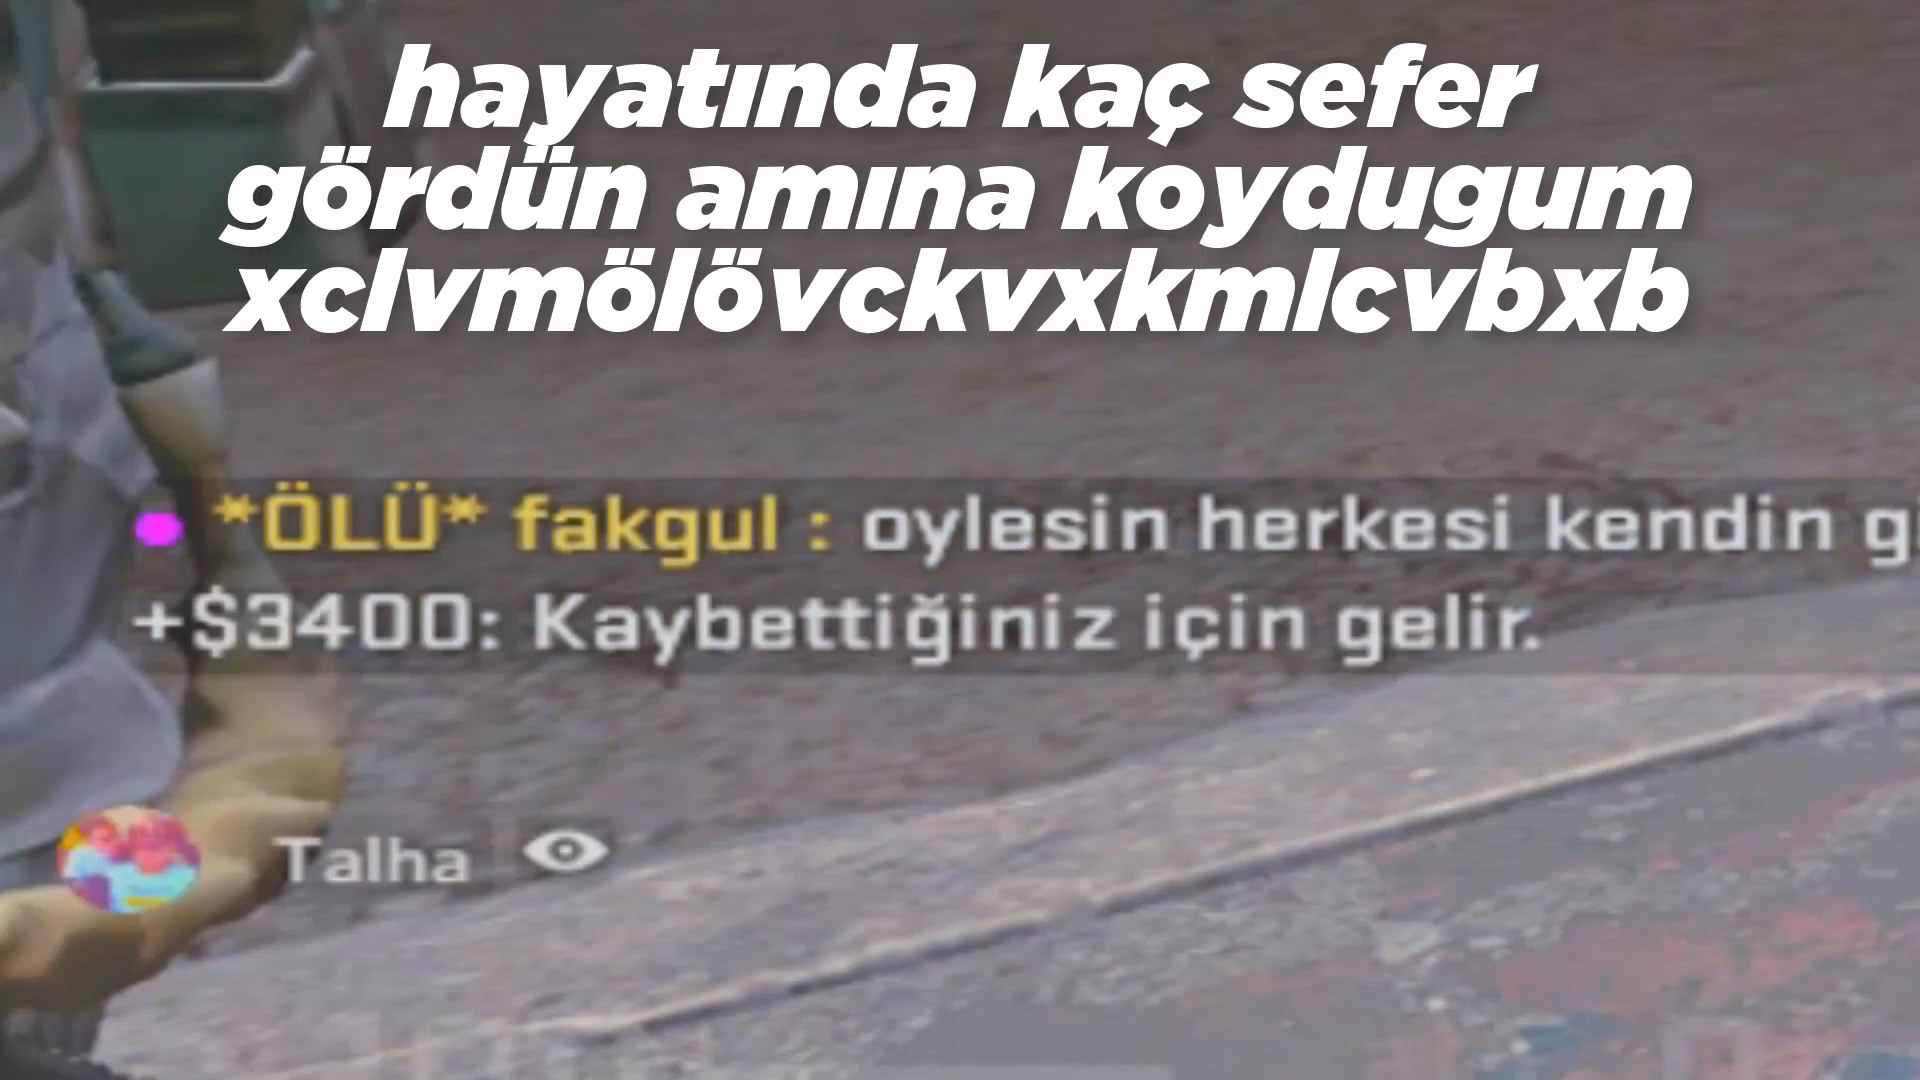 hayatında kaç sefer
gördün amına koydugum
xclvmölövckvxkmlcvbxb
*ÖLÜ* fakgul : oylesin herkesi kendin
+$3400: Kaybettiğiniz için gelir.
Talha